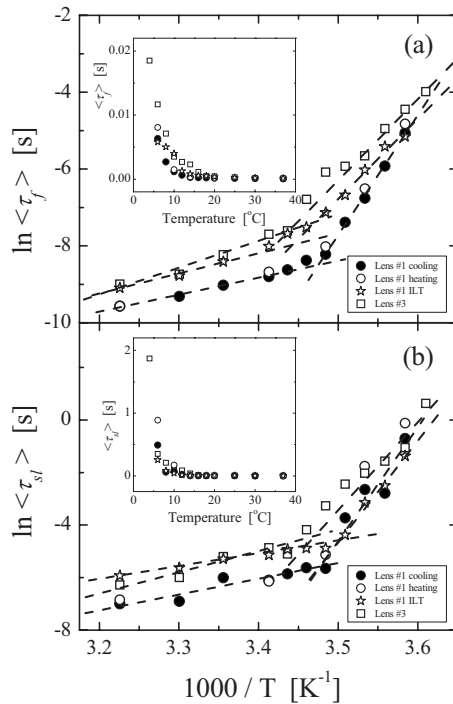 (a)
ln <τf> [s]
-2
-4
-6
-8
-10
<τf> [s]
0.02
0.01
0.00
0 10 20 30 40
Temperature [°C]
Lens #1 cooling
Lens #1 heating
Lens #1 ILT
Lens #3
(b)
ln <τsl> [s]
0
-4
-8
<τsl> [s]
2
1
0
0 10 20 30 40
Temperature [°C]
Lens #1 cooling
Lens #1 heating
Lens #1 ILT
Lens #3
3.2 3.3 3.4 3.5 3.6
1000 / T [K-1]